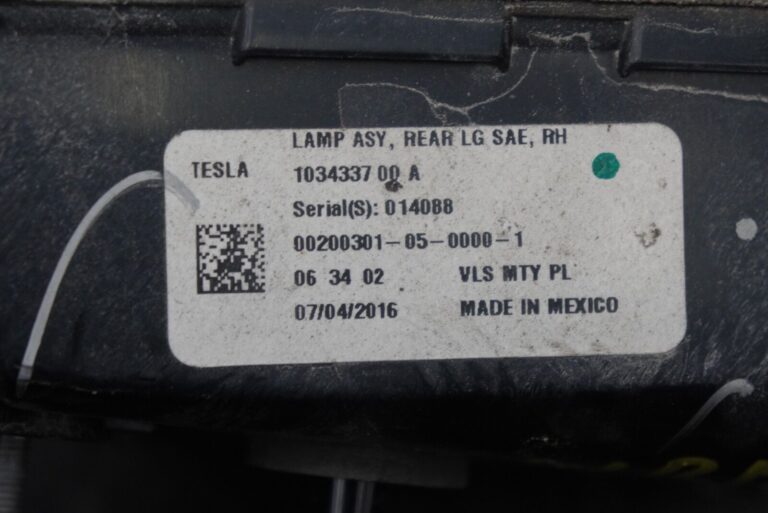 LAMP ASY, REAR LG SAE, RH
TESLA 1034337 00 A
Serial(S): 014088
00200301-05-0000-1
06 34 02 VLS MTY PL
07/04/2016 MADE IN MEXICO